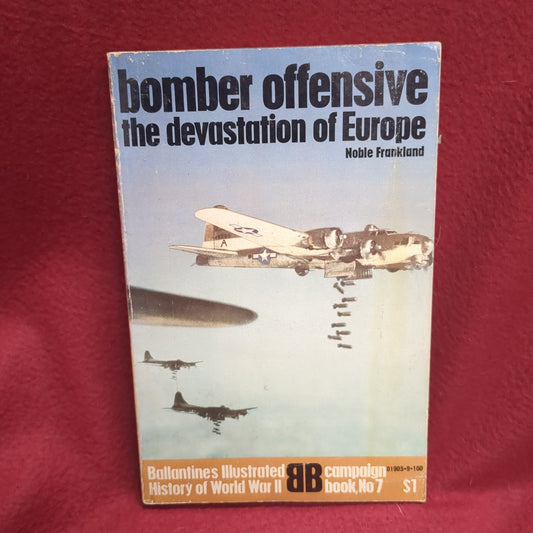 bomber offensive
the devastation of Europe
Noble Frankland
A
Ballantine's Illustrated
History of World War II
BB
campaign
book, No 7
01905·9·100
$1